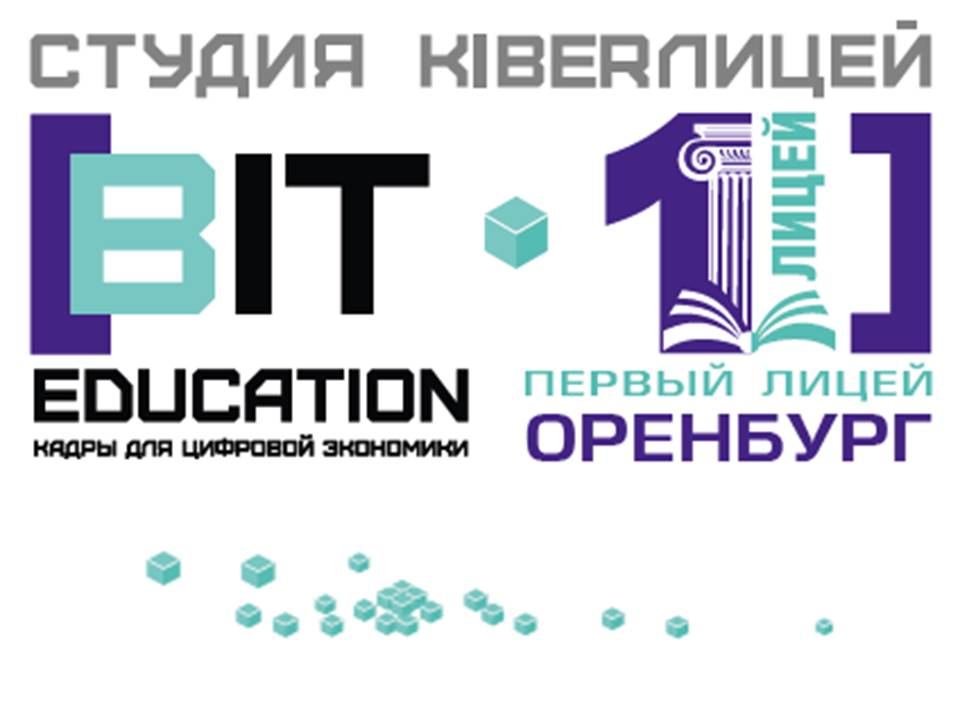 СТУДИЯ KIBERЛИЦЕЙ
[BIT · 1 ЛИЦЕЙ]
EDUCATION
КАДРЫ ДЛЯ ЦИФРОВОЙ ЭКОНОМИКИ
ПЕРВЫЙ ЛИЦЕЙ
ОРЕНБУРГ